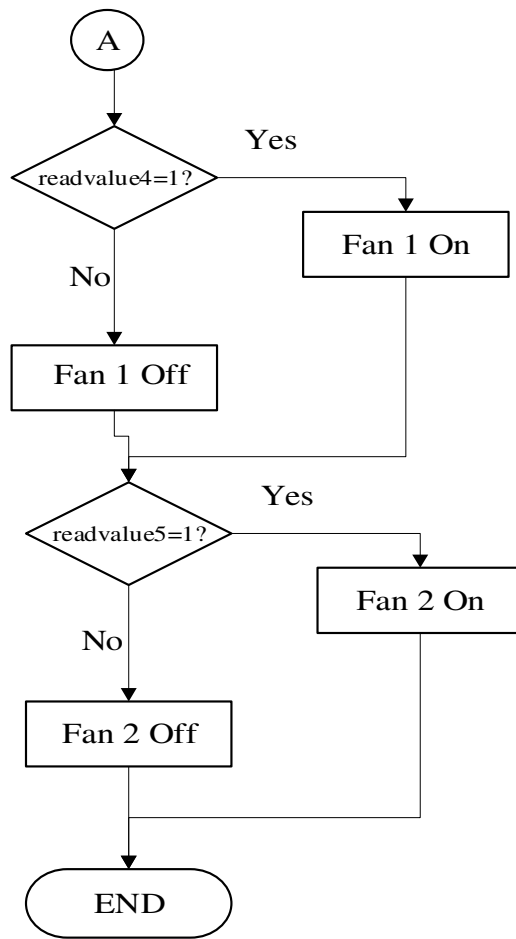 A
Yes
readvalue4=1?
Fan 1 On
No
Fan 1 Off
Yes
readvalue5=1?
Fan 2 On
No
Fan 2 Off
END